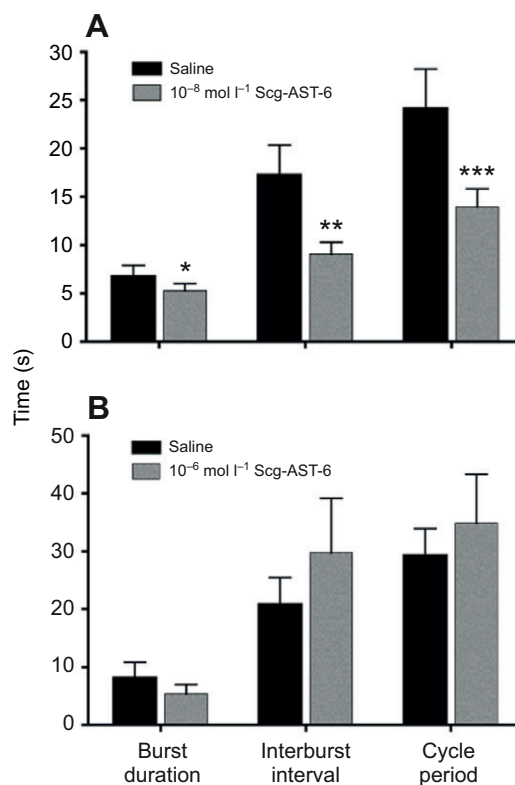 A
30
25
20
15
10
5
0
Saline
10⁻⁸ mol l⁻¹ Scg-AST-6
*
**
***
Time (s)
B
50
40
30
20
10
0
Saline
10⁻⁶ mol l⁻¹ Scg-AST-6
Burst
duration
Interburst
interval
Cycle
period